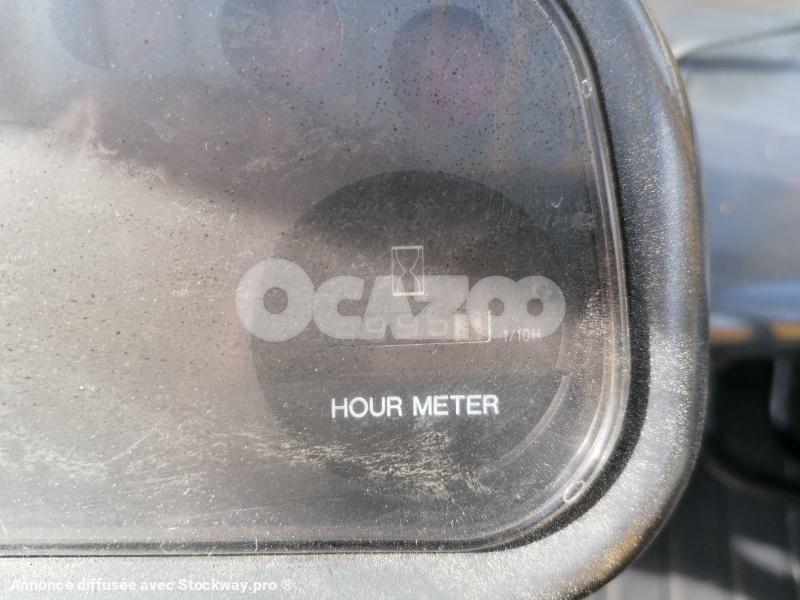 OCAZOO
1/10H
HOUR METER
Annonce diffusée avec Stockway.pro ®